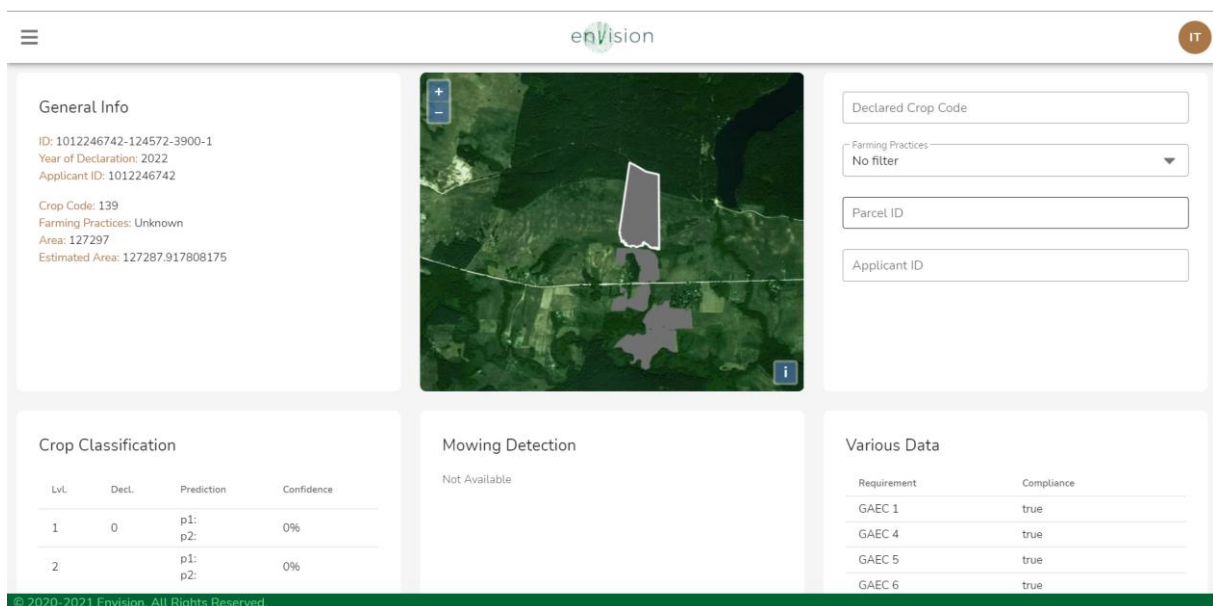 envision
IT
General Info
ID: 1012246742-124572-3900-1
Year of Declaration: 2022
Applicant ID: 1012246742
Crop Code: 139
Farming Practices: Unknown
Area: 127297
Estimated Area: 127287.917808175
+
−
i
Declared Crop Code
Farming Practices
No filter
Parcel ID
Applicant ID
Crop Classification
Lvl. Decl. Prediction Confidence
1 0 p1: 0%
p2:
2 p1: 0%
p2:
Mowing Detection
Not Available
Various Data
Requirement Compliance
GAEC 1 true
GAEC 4 true
GAEC 5 true
GAEC 6 true
© 2020-2021 Envision. All Rights Reserved.